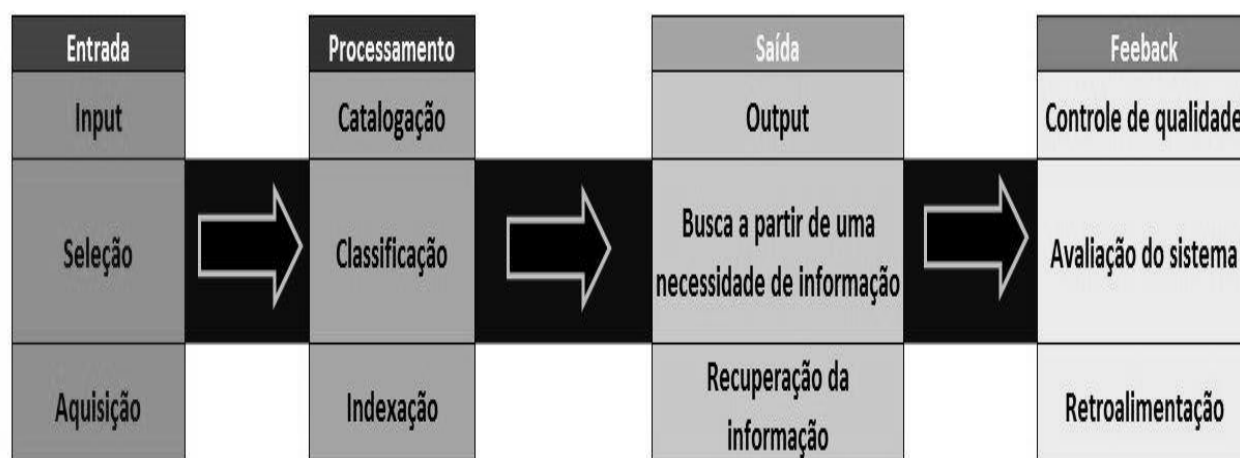 Entrada
Input
Seleção
Aquisição
Processamento
Catalogação
Classificação
Indexação
Saída
Output
Busca a partir de uma
necessidade de informação
Recuperação da
informação
Feeback
Controle de qualidade
Avaliação do sistema
Retroalimentação